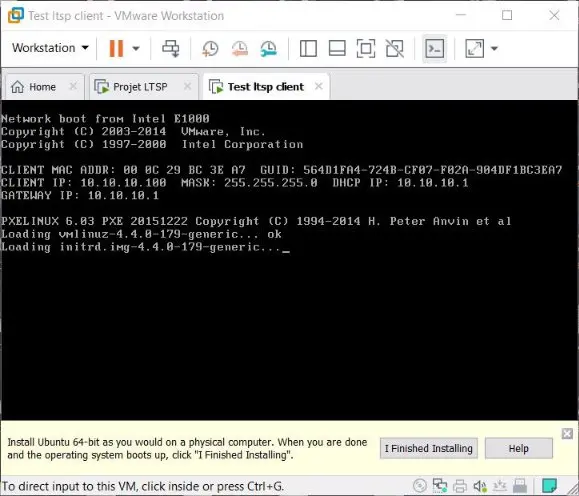 Test ltsp client - VMware Workstation
Workstation
Home
Projet LTSP
Test ltsp client
Network boot from Intel E1000
Copyright (C) 2003-2014 VMware, Inc.
Copyright (C) 1997-2000 Intel Corporation
CLIENT MAC ADDR: 00 0C 29 BC 3E A7 GUID: 564D1FA4-724B-CF07-F02A-904DF1BC3EA7
CLIENT IP: 10.10.10.100 MASK: 255.255.255.0 DHCP IP: 10.10.10.1
GATEWAY IP: 10.10.10.1
PXELINUX 6.03 PXE 20151222 Copyright (C) 1994-2014 H. Peter Anvin et al
Loading vmlinuz-4.4.0-179-generic... ok
Loading initrd.img-4.4.0-179-generic..._
Install Ubuntu 64-bit as you would on a physical computer. When you are done
and the operating system boots up, click "I Finished Installing".
I Finished Installing
Help
To direct input to this VM, click inside or press Ctrl+G.